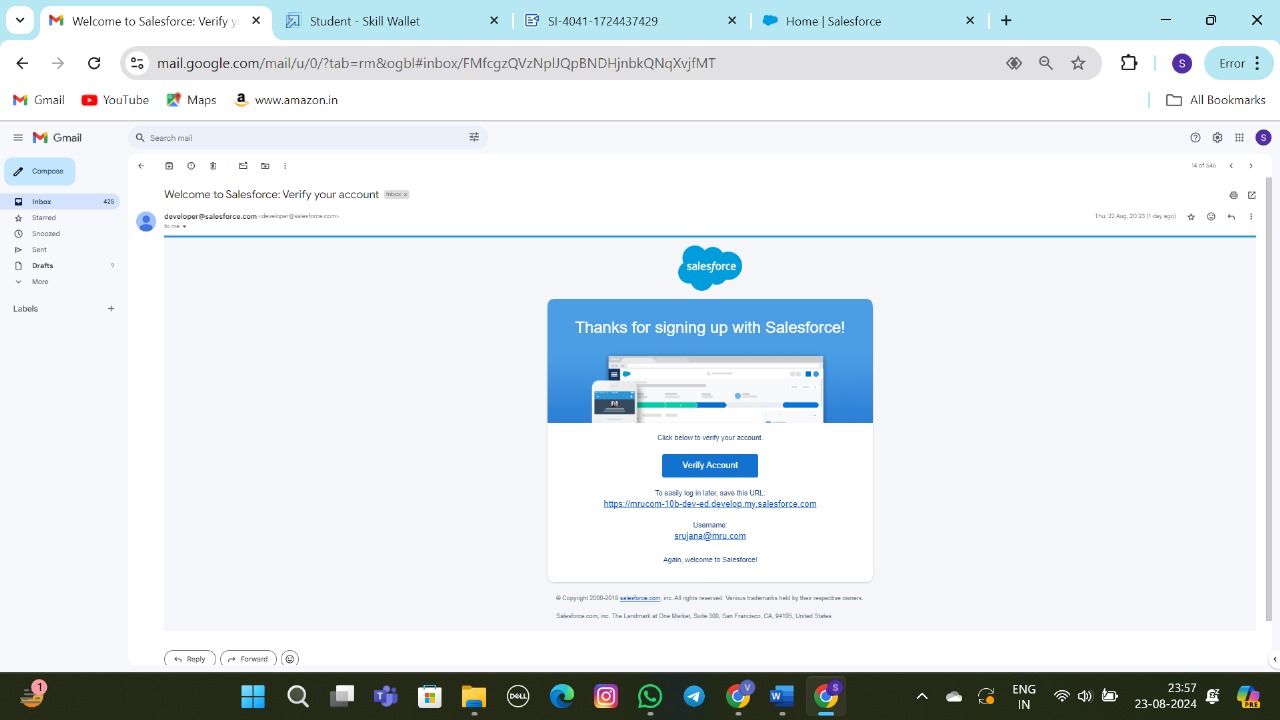 Welcome to Salesforce: Verify yo
Student - Skill Wallet
SI-4041-1724437429
Home | Salesforce
mail.google.com/mail/u/0/?tab=rm&ogbl#inbox/FMfcgzQVzNplJQpBNDHjnbkQNqXvjfMT
S
Error
Gmail
YouTube
Maps
www.amazon.in
All Bookmarks
Gmail
Search mail
S
Compose
14 of 546
Inbox 425
Starred
Snoozed
Sent
Drafts 9
More
Labels
Welcome to Salesforce: Verify your account Inbox x
developer@salesforce.com <developer@salesforce.com>
Thu, 22 Aug, 20:23 (1 day ago)
to me
salesforce
Thanks for signing up with Salesforce!
Click below to verify your account.
Verify Account
To easily log in later, save this URL:
https://mrucom-10b-dev-ed.develop.my.salesforce.com
Username:
srujana@mru.com
Again, welcome to Salesforce!
© Copyright 2000-2018 salesforce.com, inc. All rights reserved. Various trademarks held by their respective owners.
Salesforce.com, inc. The Landmark at One Market, Suite 300, San Francisco, CA, 94105, United States
Reply
Forward
1
DELL
V
W
S
ENG
IN
23:57
23-08-2024
PRE